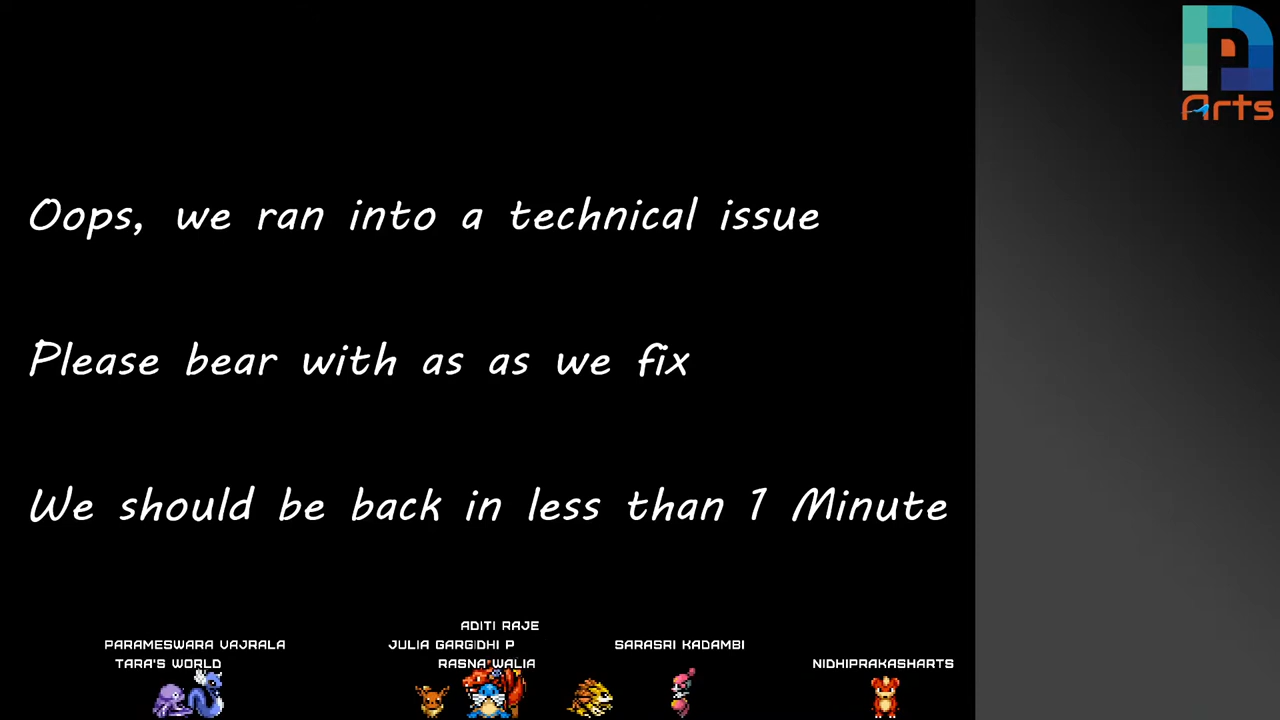 Arts
Oops, we ran into a technical issue
Please bear with as as we fix
We should be back in less than 1 Minute
ADITI RAJE
PARAMESWARA VAJRALA
JULIA GARGIDHI P
SARASRI KADAMBI
TARA'S WORLD
RASNA WALIA
NIDHIPRAKASHARTS